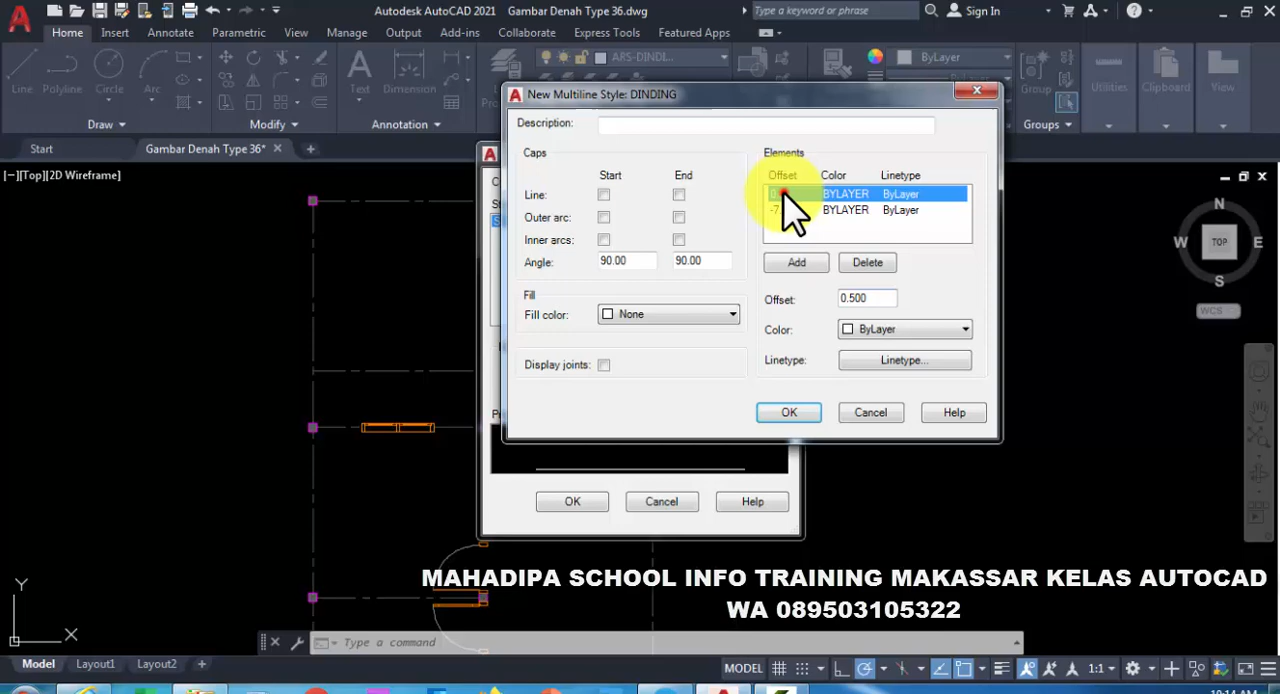 Autodesk AutoCAD 2021 Gambar Denah Type 36.dwg
Type a keyword or phrase
Sign In
Home Insert Annotate Parametric View Manage Output Add-ins Collaborate Express Tools Featured Apps
Line Polyline Circle Arc
Text Dimension
ARS-DINDI...
ByLayer
Group Utilities Clipboard View
Draw Modify Annotation Groups
Start Gambar Denah Type 36*
[−][Top][2D Wireframe]
New Multiline Style: DINDING
Description:
Caps
Start End
Line:
Outer arc:
Inner arcs:
Angle: 90.00 90.00
Fill
Fill color: None
Display joints:
Elements
Offset Color Linetype
BYLAYER ByLayer
BYLAYER ByLayer
Add Delete
Offset: 0.500
Color: ByLayer
Linetype: Linetype...
OK Cancel Help
OK Cancel Help
N
W TOP E
S
WCS
MAHADIPA SCHOOL INFO TRAINING MAKASSAR KELAS AUTOCAD
WA 089503105322
Y
X
Type a command
Model Layout1 Layout2 +
MODEL 1:1